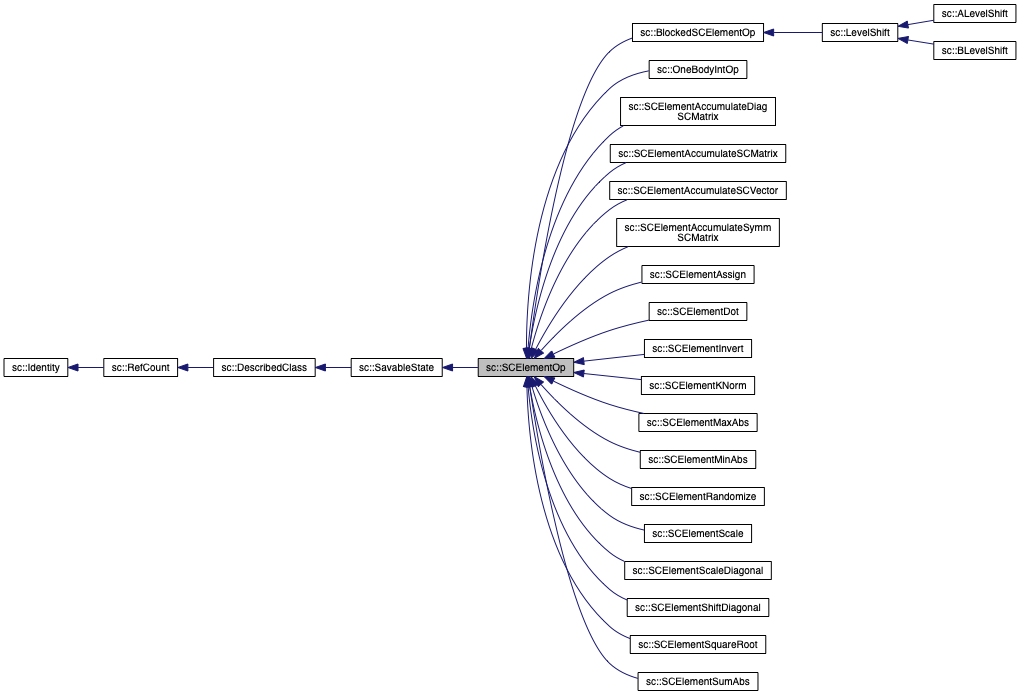 sc::ALevelShift
sc::BlockedSCElementOp
sc::LevelShift
sc::BLevelShift
sc::OneBodyIntOp
sc::SCElementAccumulateDiag
SCMatrix
sc::SCElementAccumulateSCMatrix
sc::SCElementAccumulateSCVector
sc::SCElementAccumulateSymm
SCMatrix
sc::SCElementAssign
sc::SCElementDot
sc::SCElementInvert
sc::Identity
sc::RefCount
sc::DescribedClass
sc::SavableState
sc::SCElementOp
sc::SCElementKNorm
sc::SCElementMaxAbs
sc::SCElementMinAbs
sc::SCElementRandomize
sc::SCElementScale
sc::SCElementScaleDiagonal
sc::SCElementShiftDiagonal
sc::SCElementSquareRoot
sc::SCElementSumAbs